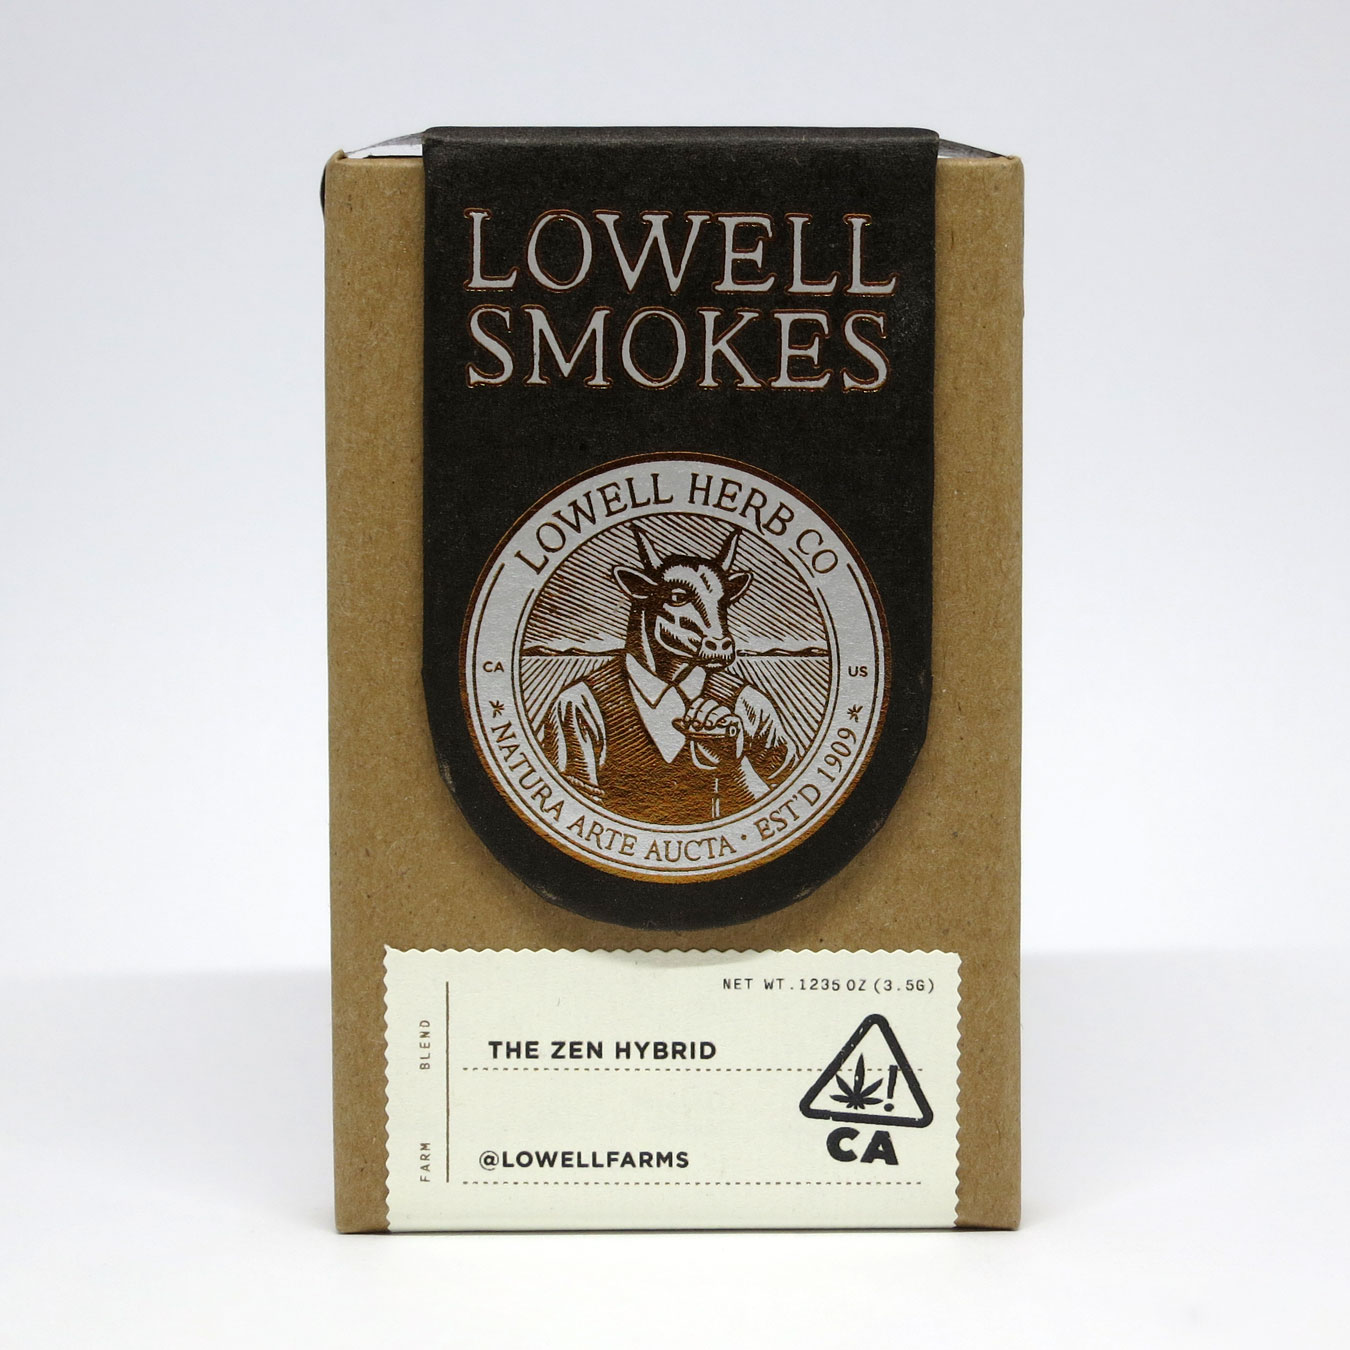 LOWELL
SMOKES
LOWELL HERB CO
CA
US
NATURA ARTE AUCTA • EST'D 1909
NET WT.1235 OZ (3.5G)
BLEND
THE ZEN HYBRID
!
CA
FARM
@LOWELLFARMS